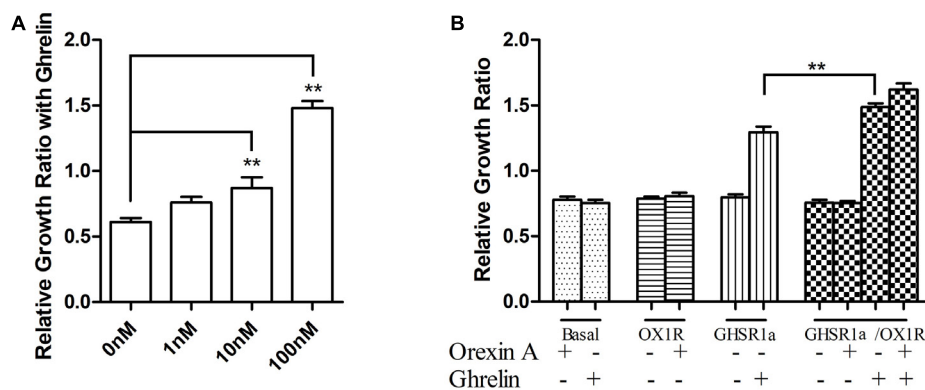 A
Relative Growth Ratio with Ghrelin
2.0
1.5
1.0
0.5
0.0
**
**
0nM
1nM
10nM
100nM
B
Relative Growth Ratio
2.0
1.5
1.0
0.5
0.0
**
Basal
OX1R
GHSR1a
GHSR1a /OX1R
Orexin A + - - + - - - + - +
Ghrelin - + - - - + - - + +